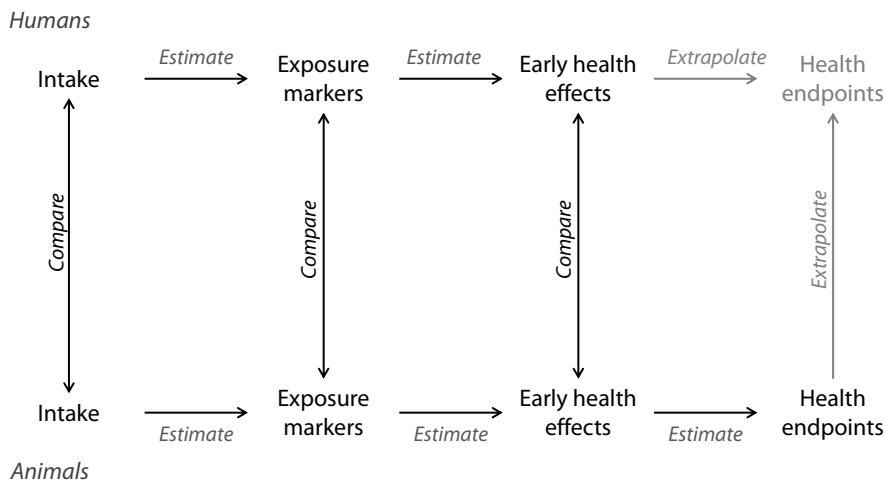 Humans
Estimate
Estimate
Extrapolate
Intake
Exposure
markers
Early health
effects
Health
endpoints
Compare
Compare
Compare
Extrapolate
Intake
Exposure
markers
Early health
effects
Health
endpoints
Estimate
Estimate
Estimate
Animals